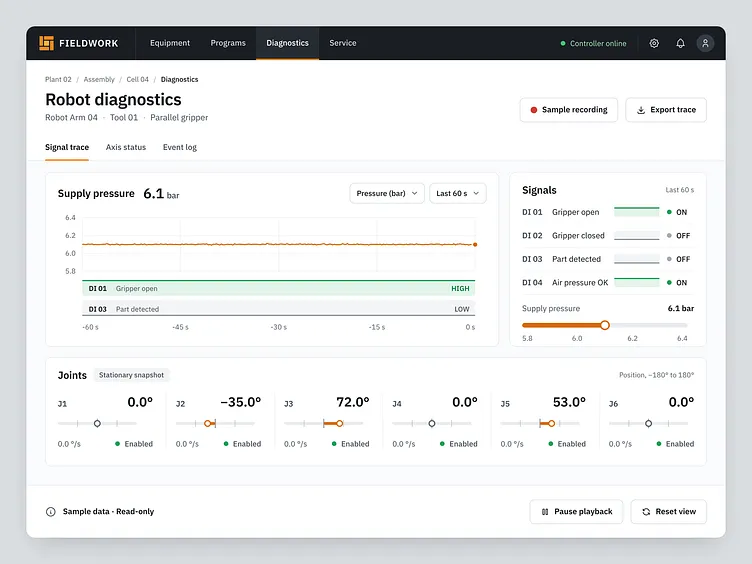 FIELDWORK Equipment Programs Diagnostics Service Controller online
Plant 02 / Assembly / Cell 04 / Diagnostics
Robot diagnostics
Robot Arm 04 · Tool 01 · Parallel gripper
Sample recording Export trace
Signal trace Axis status Event log
Supply pressure 6.1 bar Pressure (bar) Last 60 s
6.4
6.2
6.0
5.8
DI 01 Gripper open HIGH
DI 03 Part detected LOW
-60 s -45 s -30 s -15 s 0 s
Signals Last 60 s
DI 01 Gripper open ON
DI 02 Gripper closed OFF
DI 03 Part detected OFF
DI 04 Air pressure OK ON
Supply pressure 6.1 bar
5.8 6.0 6.2 6.4
Joints Stationary snapshot Position, −180° to 180°
J1 0.0° J2 −35.0° J3 72.0° J4 0.0° J5 53.0° J6 0.0°
0.0 °/s Enabled 0.0 °/s Enabled 0.0 °/s Enabled 0.0 °/s Enabled 0.0 °/s Enabled 0.0 °/s Enabled
Sample data · Read-only Pause playback Reset view